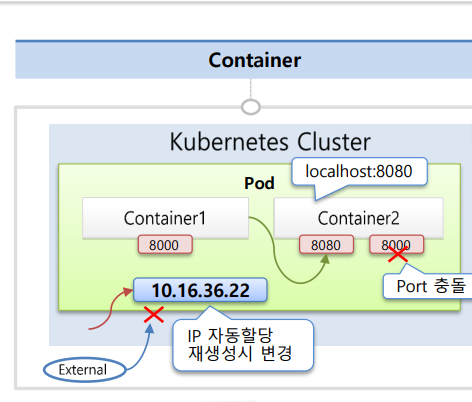 Container
Kubernetes Cluster
localhost:8080
Pod
Container1
Container2
8000
8080
8000
10.16.36.22
Port 충돌
IP 자동할당
재생성시 변경
External